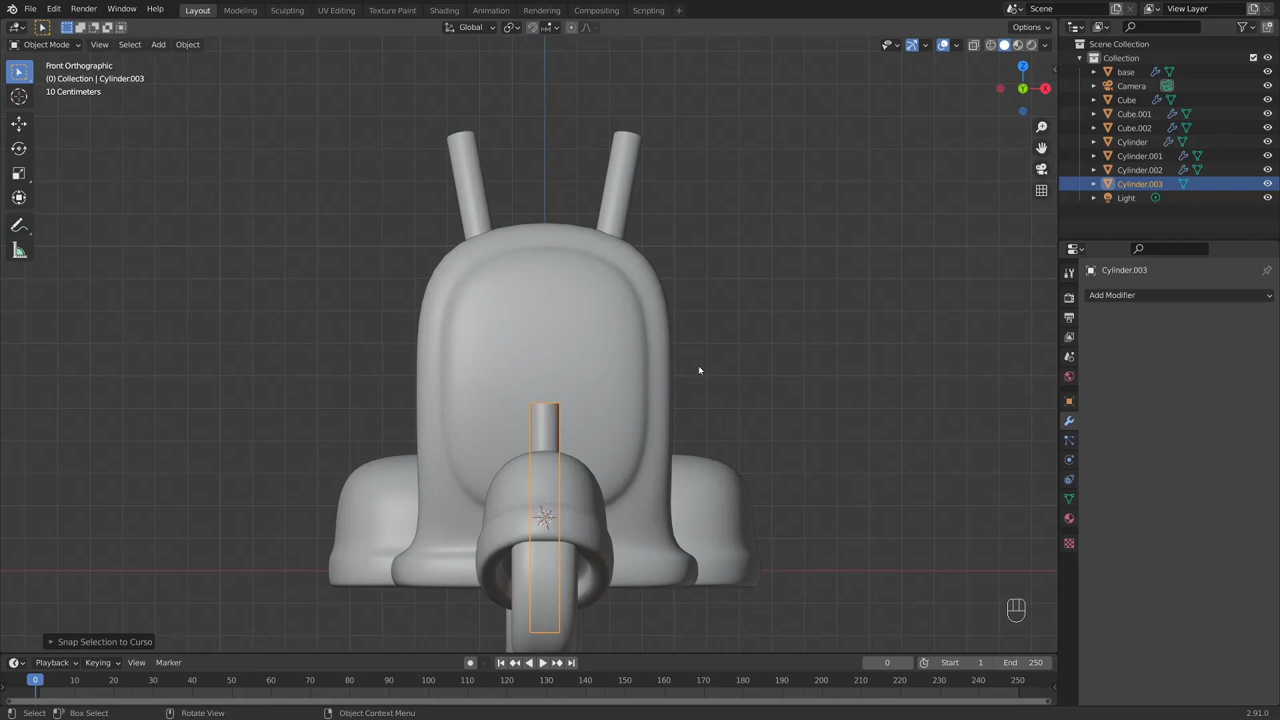 File Edit Render Window Help Layout Modeling Sculpting UV Editing Texture Paint Shading Animation Rendering Compositing Scripting + Scene View Layer
Global Options
Object Mode View Select Add Object
Front Orthographic
(0) Collection | Cylinder.003
10 Centimeters
Z
Y
X
Scene Collection
Collection
base
Camera
Cube
Cube.001
Cube.002
Cylinder
Cylinder.001
Cylinder.002
Cylinder.003
Light
Cylinder.003
Add Modifier
Snap Selection to Curso
Playback Keying View Marker 0 Start 1 End 250
0 10 20 30 40 50 60 70 80 90 100 110 120 130 140 150 160 170 180 190 200 210 220 230 240 250
Select Box Select Rotate View Object Context Menu 2.91.0